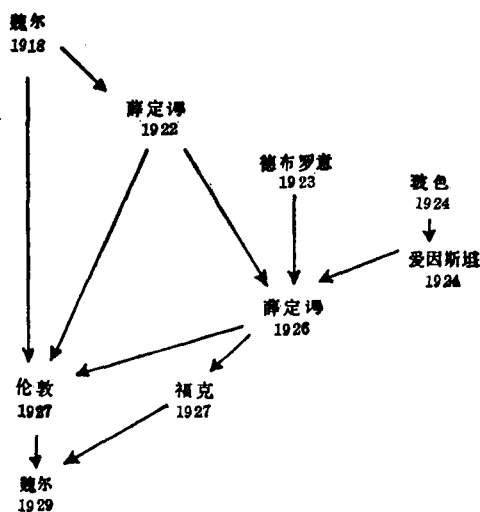 魏尔
1918
薛定谔
1922
德布罗意
1923
玻色
1924
爱因斯坦
1924
薛定谔
1926
伦敦
1927
福克
1927
魏尔
1929